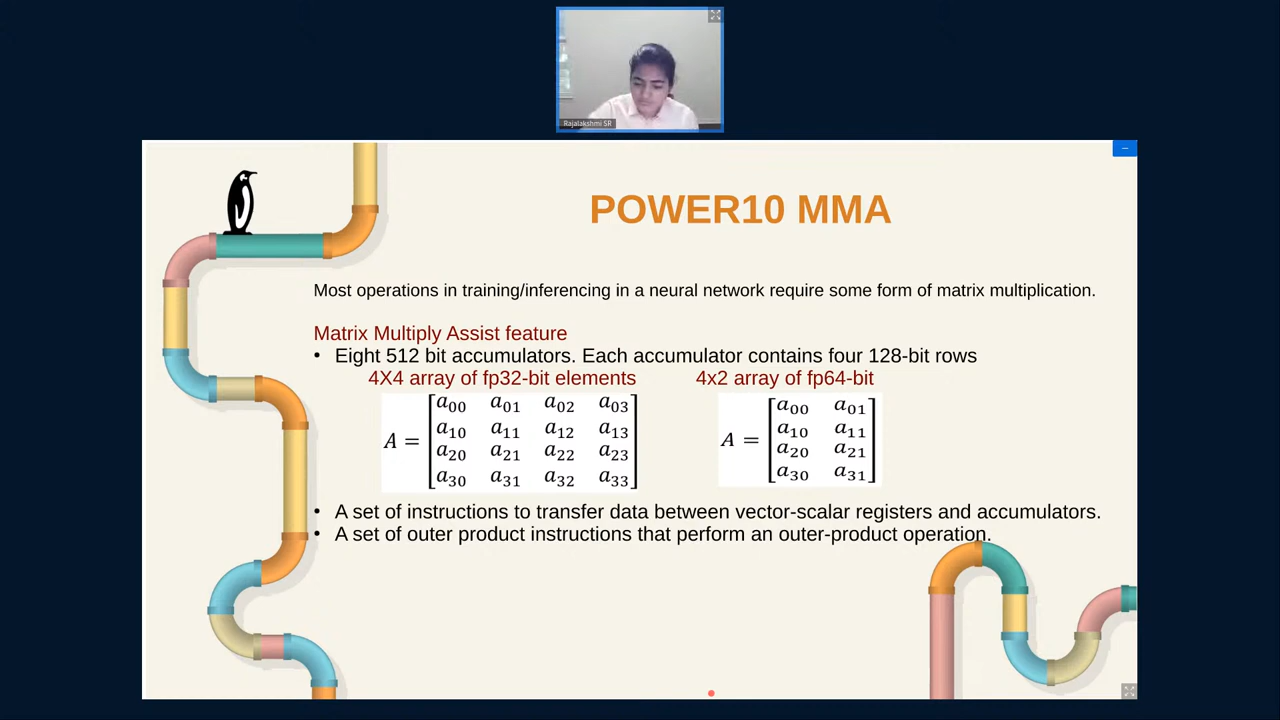 Rajalakshmi SR
POWER10 MMA
Most operations in training/inferencing in a neural network require some form of matrix multiplication.
Matrix Multiply Assist feature
• Eight 512 bit accumulators. Each accumulator contains four 128-bit rows
4X4 array of fp32-bit elements 4x2 array of fp64-bit
A = [a₀₀ a₀₁ a₀₂ a₀₃
a₁₀ a₁₁ a₁₂ a₁₃
a₂₀ a₂₁ a₂₂ a₂₃
a₃₀ a₃₁ a₃₂ a₃₃]
A = [a₀₀ a₀₁
a₁₀ a₁₁
a₂₀ a₂₁
a₃₀ a₃₁]
• A set of instructions to transfer data between vector-scalar registers and accumulators.
• A set of outer product instructions that perform an outer-product operation.